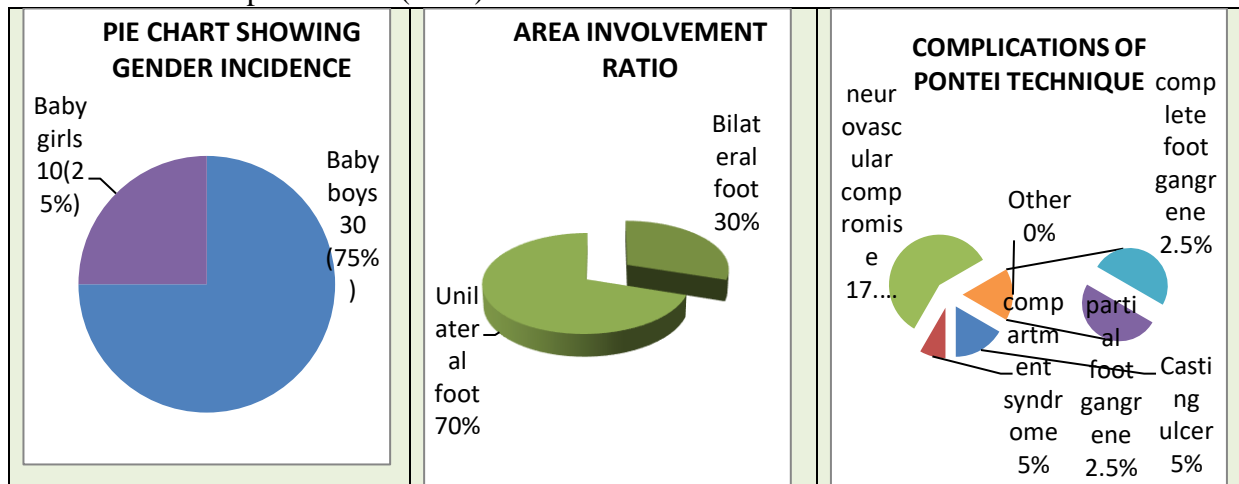 PIE CHART SHOWING
GENDER INCIDENCE
Baby
girls
10(2
5%)
Baby
boys
30
(75%
)
AREA INVOLVEMENT
RATIO
Bilat
eral
foot
30%
Unil
ater
al
foot
70%
COMPLICATIONS OF
PONTEI TECHNIQUE
neur
ovasc
ular
comp
romis
e
17....
Other
0%
comp
lete
foot
gangr
ene
2.5%
comp
artm
ent
syndr
ome
5%
parti
al
foot
gangr
ene
2.5%
Casti
ng
ulcer
5%